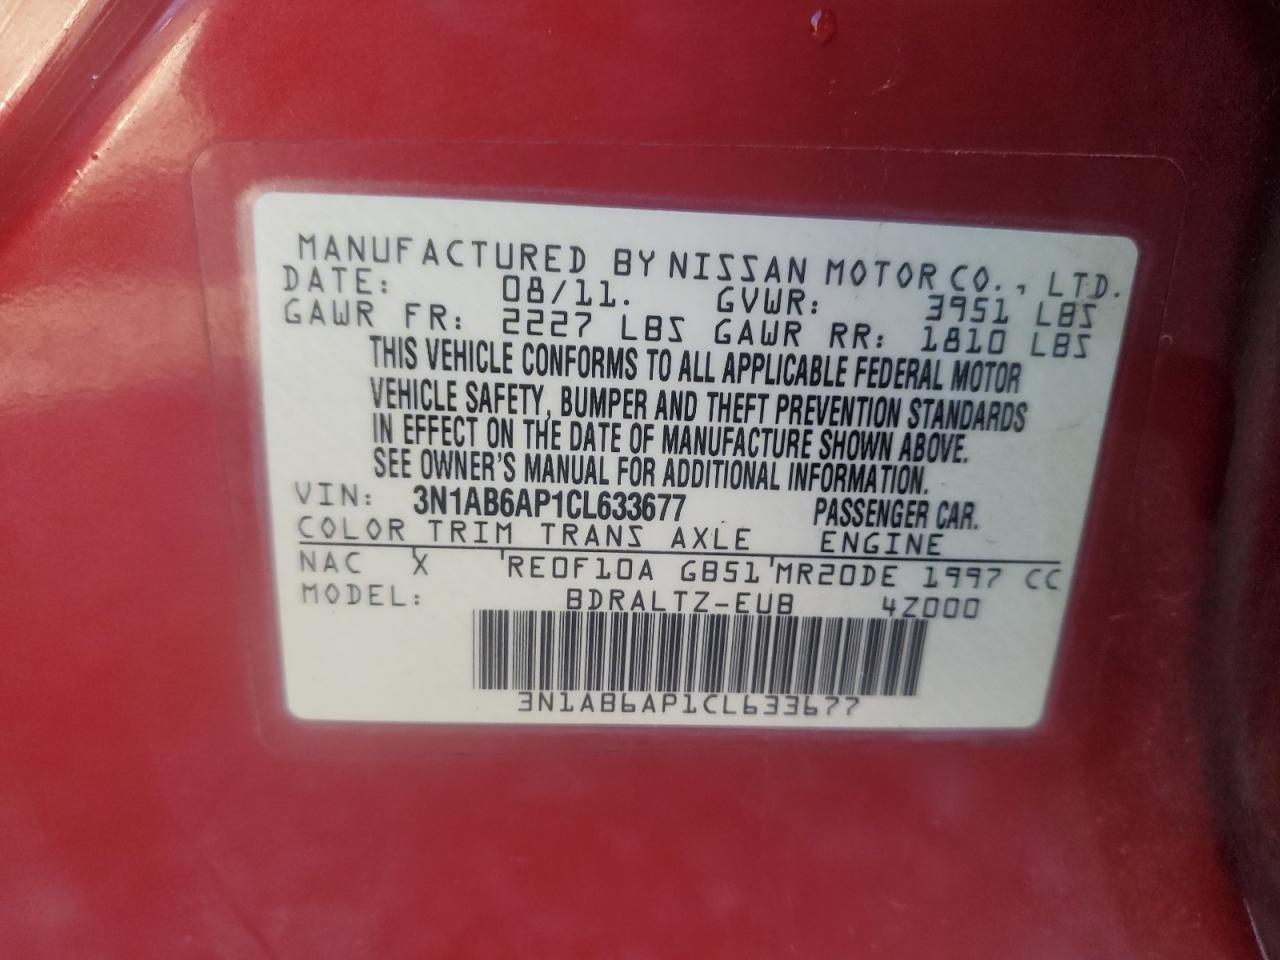 MANUFACTURED BY NISSAN MOTOR CO., LTD.
DATE: 08/11. GVWR: 3951 LBS
GAWR FR: 2227 LBS GAWR RR: 1810 LBS
THIS VEHICLE CONFORMS TO ALL APPLICABLE FEDERAL MOTOR
VEHICLE SAFETY, BUMPER AND THEFT PREVENTION STANDARDS
IN EFFECT ON THE DATE OF MANUFACTURE SHOWN ABOVE.
SEE OWNER'S MANUAL FOR ADDITIONAL INFORMATION.
VIN: 3N1AB6AP1CL633677 PASSENGER CAR.
COLOR TRIM TRANS AXLE ENGINE
NAC X 'RE0F10A GB51'MR20DE 1997 CC
MODEL: BDRALTZ-EUB 4Z000
3N1AB6AP1CL633677